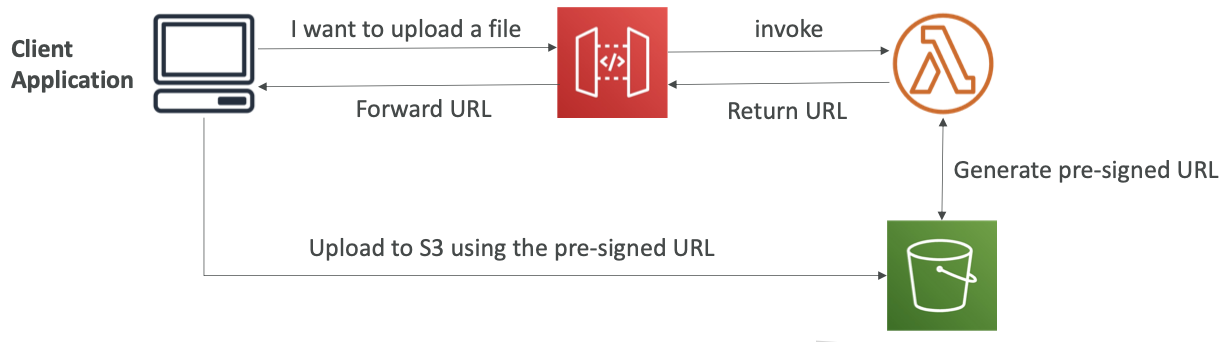 Client
Application
I want to upload a file
invoke
</>
Forward URL
Return URL
Generate pre-signed URL
Upload to S3 using the pre-signed URL